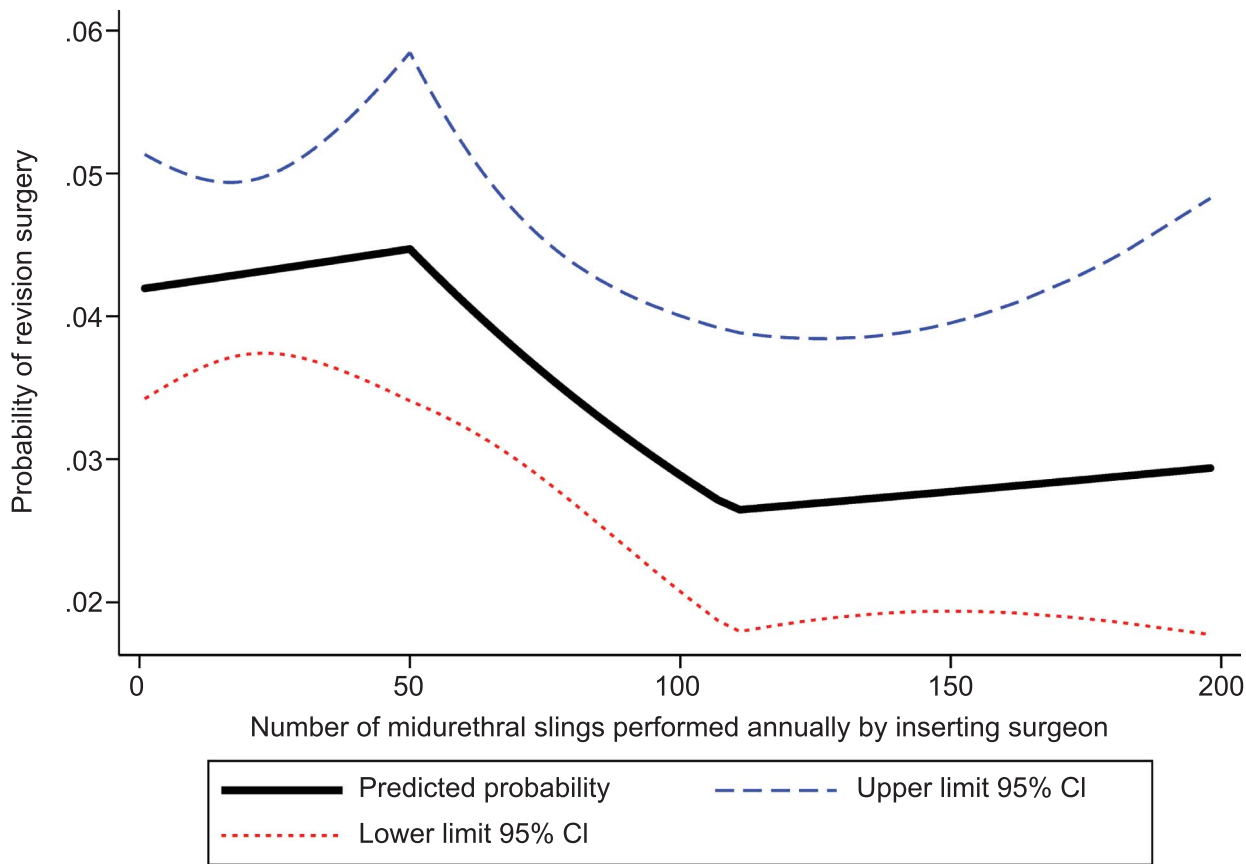 .06
.05
.04
.03
.02
Probability of revision surgery
0 50 100 150 200
Number of midurethral slings performed annually by inserting surgeon
Predicted probability Upper limit 95% CI
Lower limit 95% CI